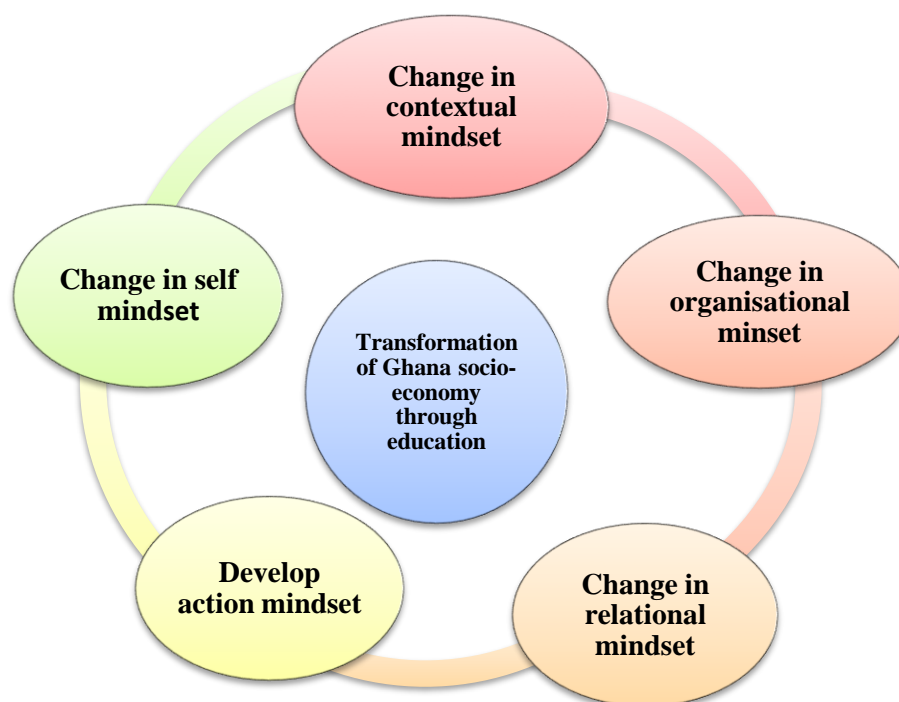 Change in
contextual
mindset
Change in self
mindset
Change in
organisational
minset
Transformation
of Ghana socio-
economy
through
education
Develop
action mindset
Change in
relational
mindset